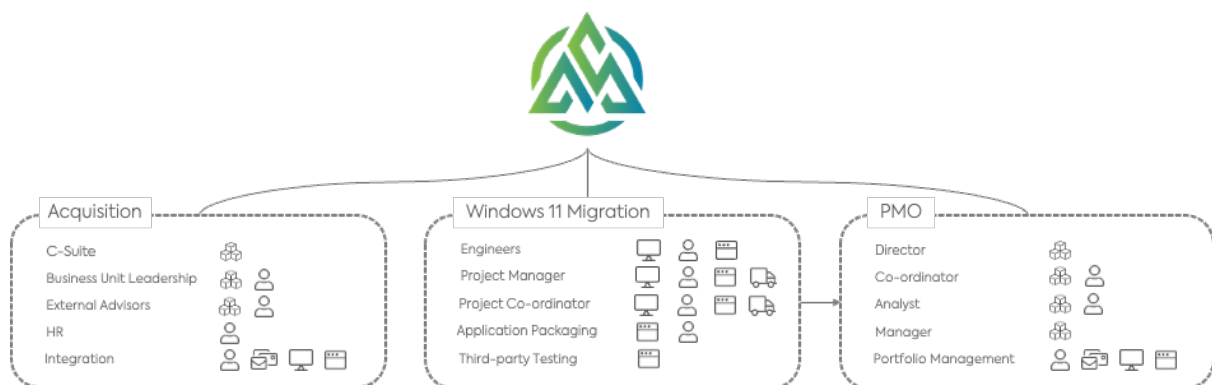 Acquisition
C-Suite
Business Unit Leadership
External Advisors
HR
Integration
Windows 11 Migration
Engineers
Project Manager
Project Co-ordinator
Application Packaging
Third-party Testing
PMO
Director
Co-ordinator
Analyst
Manager
Portfolio Management